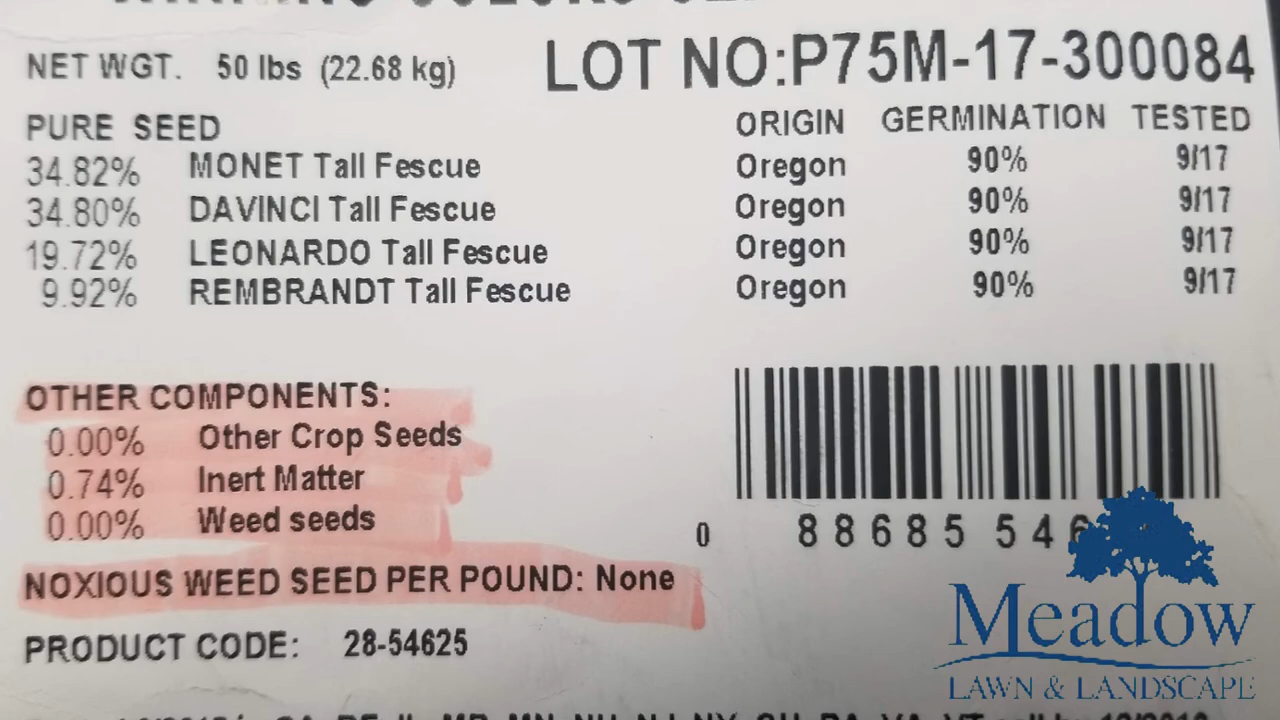 NET WGT. 50 lbs (22.68 kg) LOT NO:P75M-17-300084
PURE SEED ORIGIN GERMINATION TESTED
34.82% MONET Tall Fescue Oregon 90% 9/17
34.80% DAVINCI Tall Fescue Oregon 90% 9/17
19.72% LEONARDO Tall Fescue Oregon 90% 9/17
9.92% REMBRANDT Tall Fescue Oregon 90% 9/17
OTHER COMPONENTS:
0.00% Other Crop Seeds
0.74% Inert Matter
0.00% Weed seeds
0 88685 546
NOXIOUS WEED SEED PER POUND: None
PRODUCT CODE: 28-54625
Meadow
LAWN & LANDSCAPE